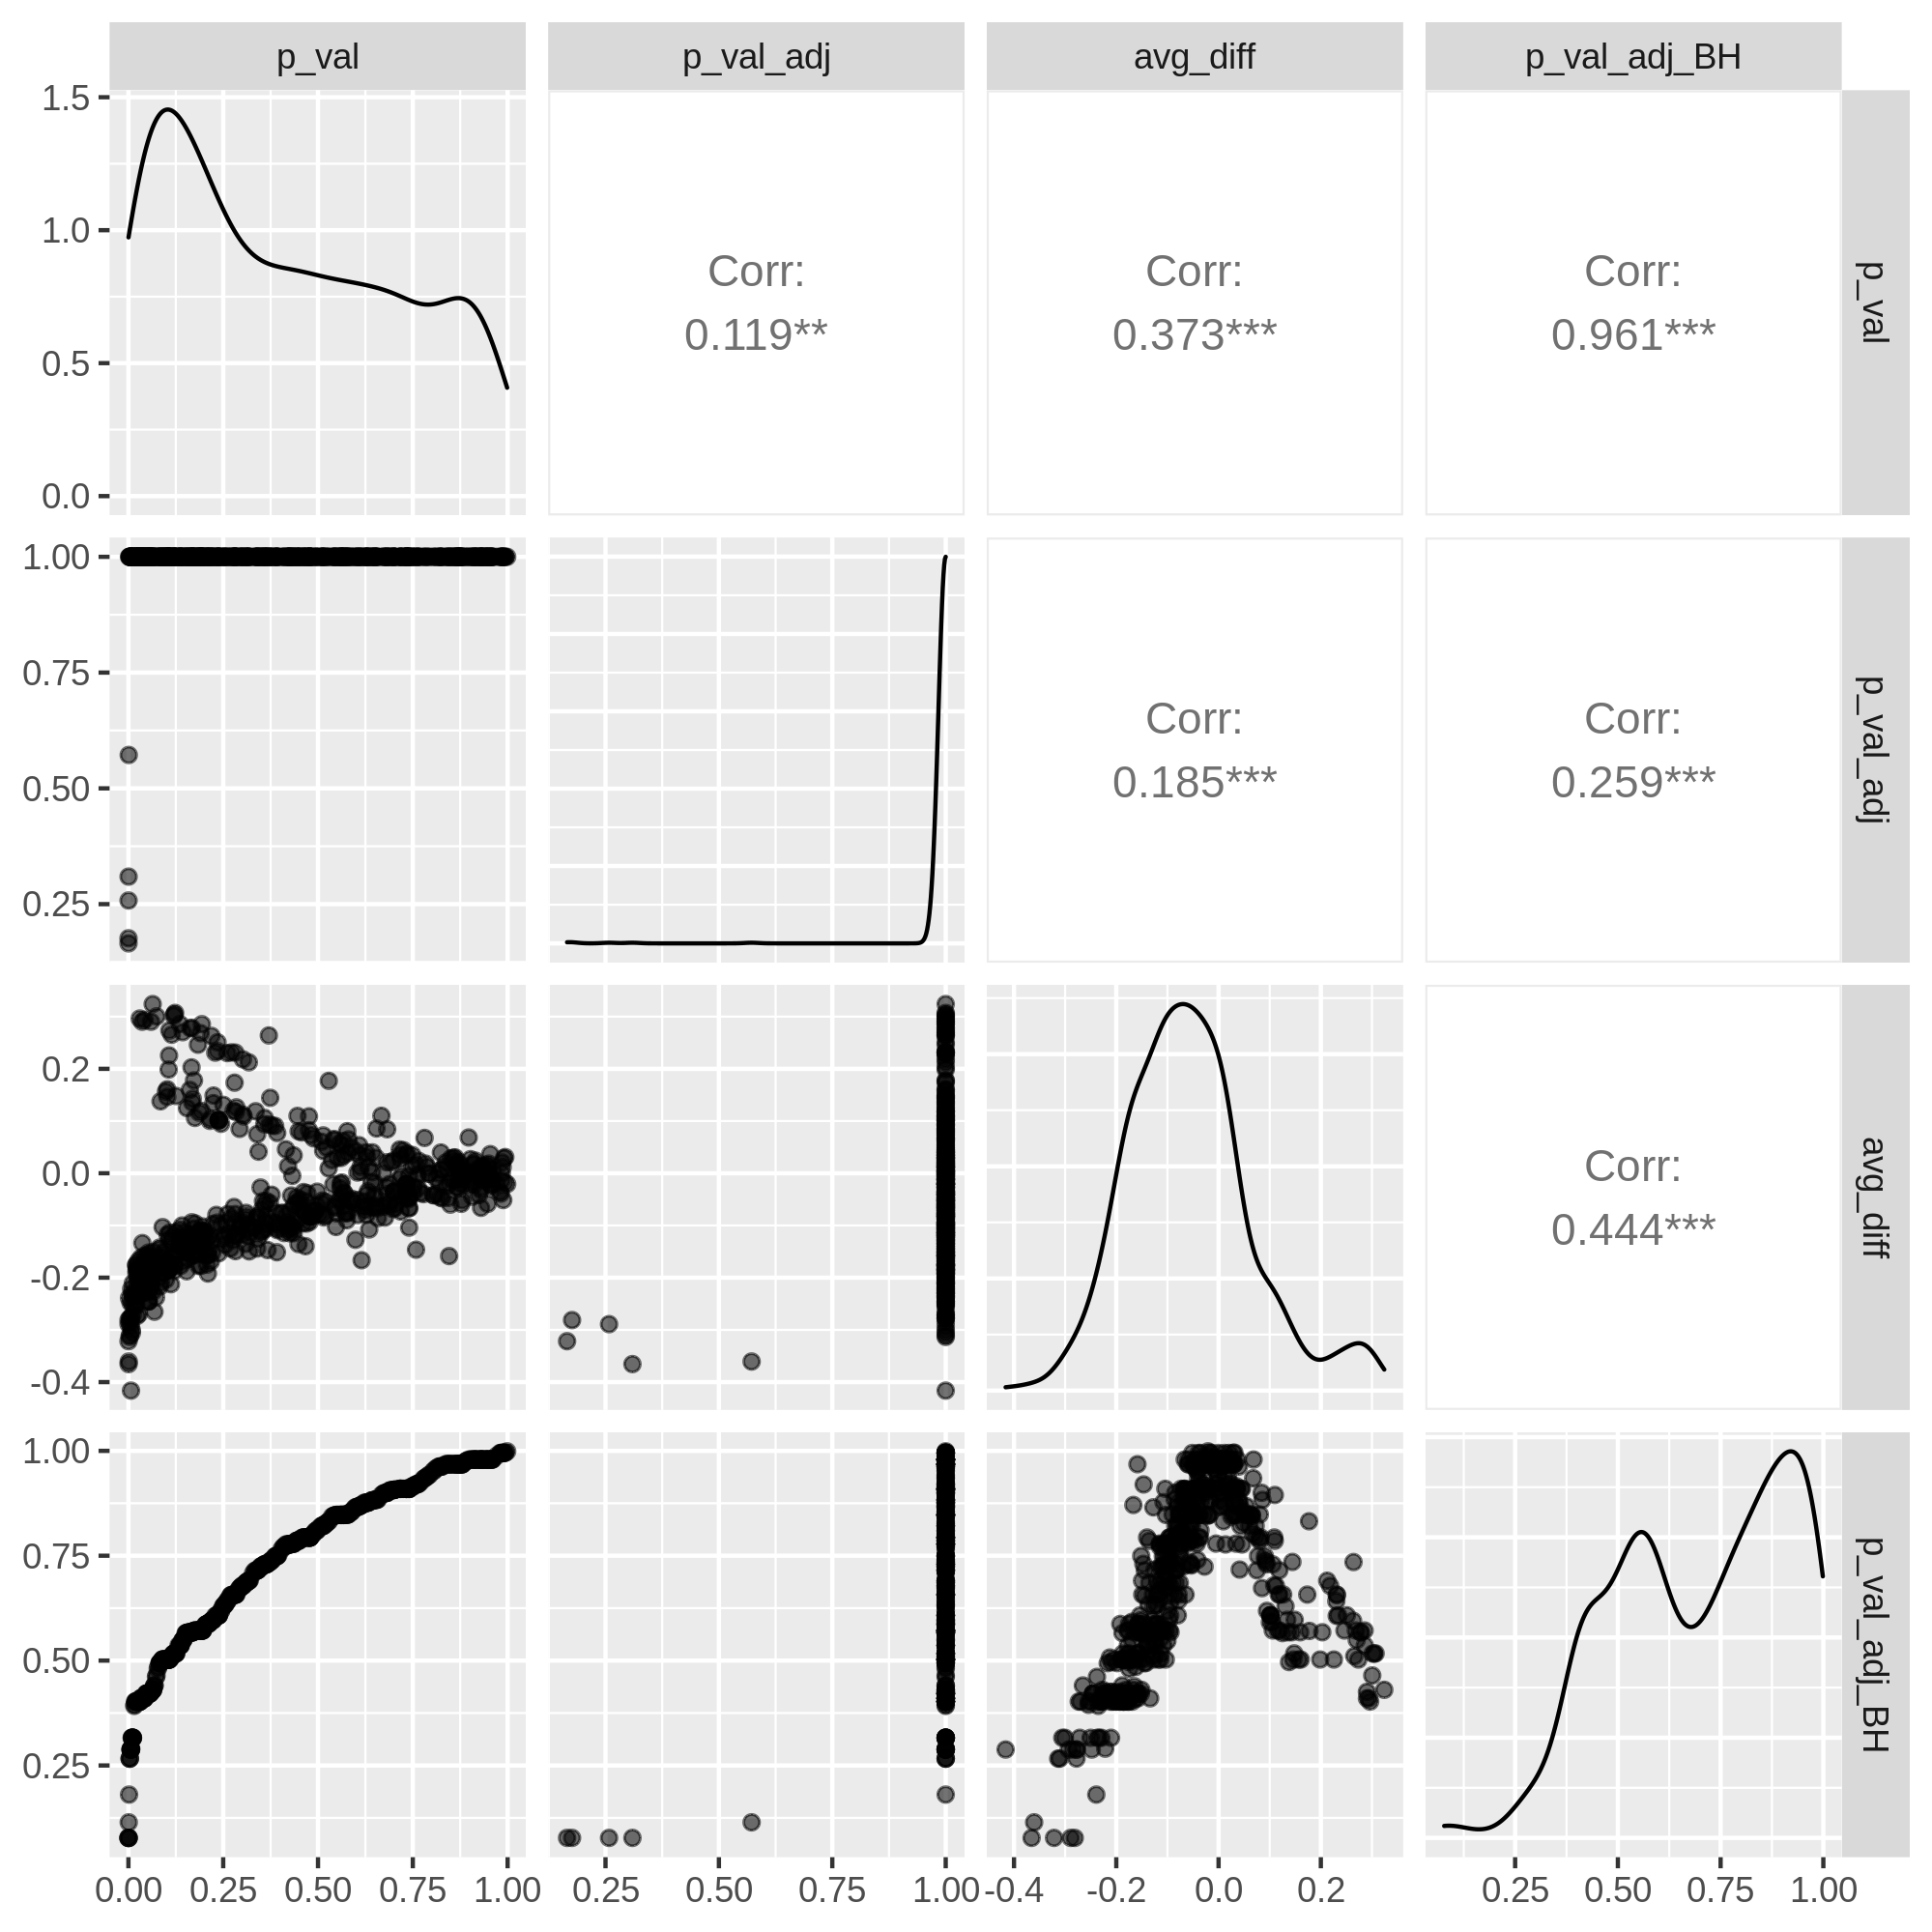 p_val p_val_adj avg_diff p_val_adj_BH
1.5
1.0
0.5
0.0
Corr:
0.119**
Corr:
0.373***
Corr:
0.961***
p_val
1.00
0.75
0.50
0.25
Corr:
0.185***
Corr:
0.259***
p_val_adj
0.2
0.0
-0.2
-0.4
Corr:
0.444***
avg_diff
1.00
0.75
0.50
0.25
p_val_adj_BH
0.00 0.25 0.50 0.75 1.00 0.25 0.50 0.75 1.00 -0.4 -0.2 0.0 0.2 0.25 0.50 0.75 1.00